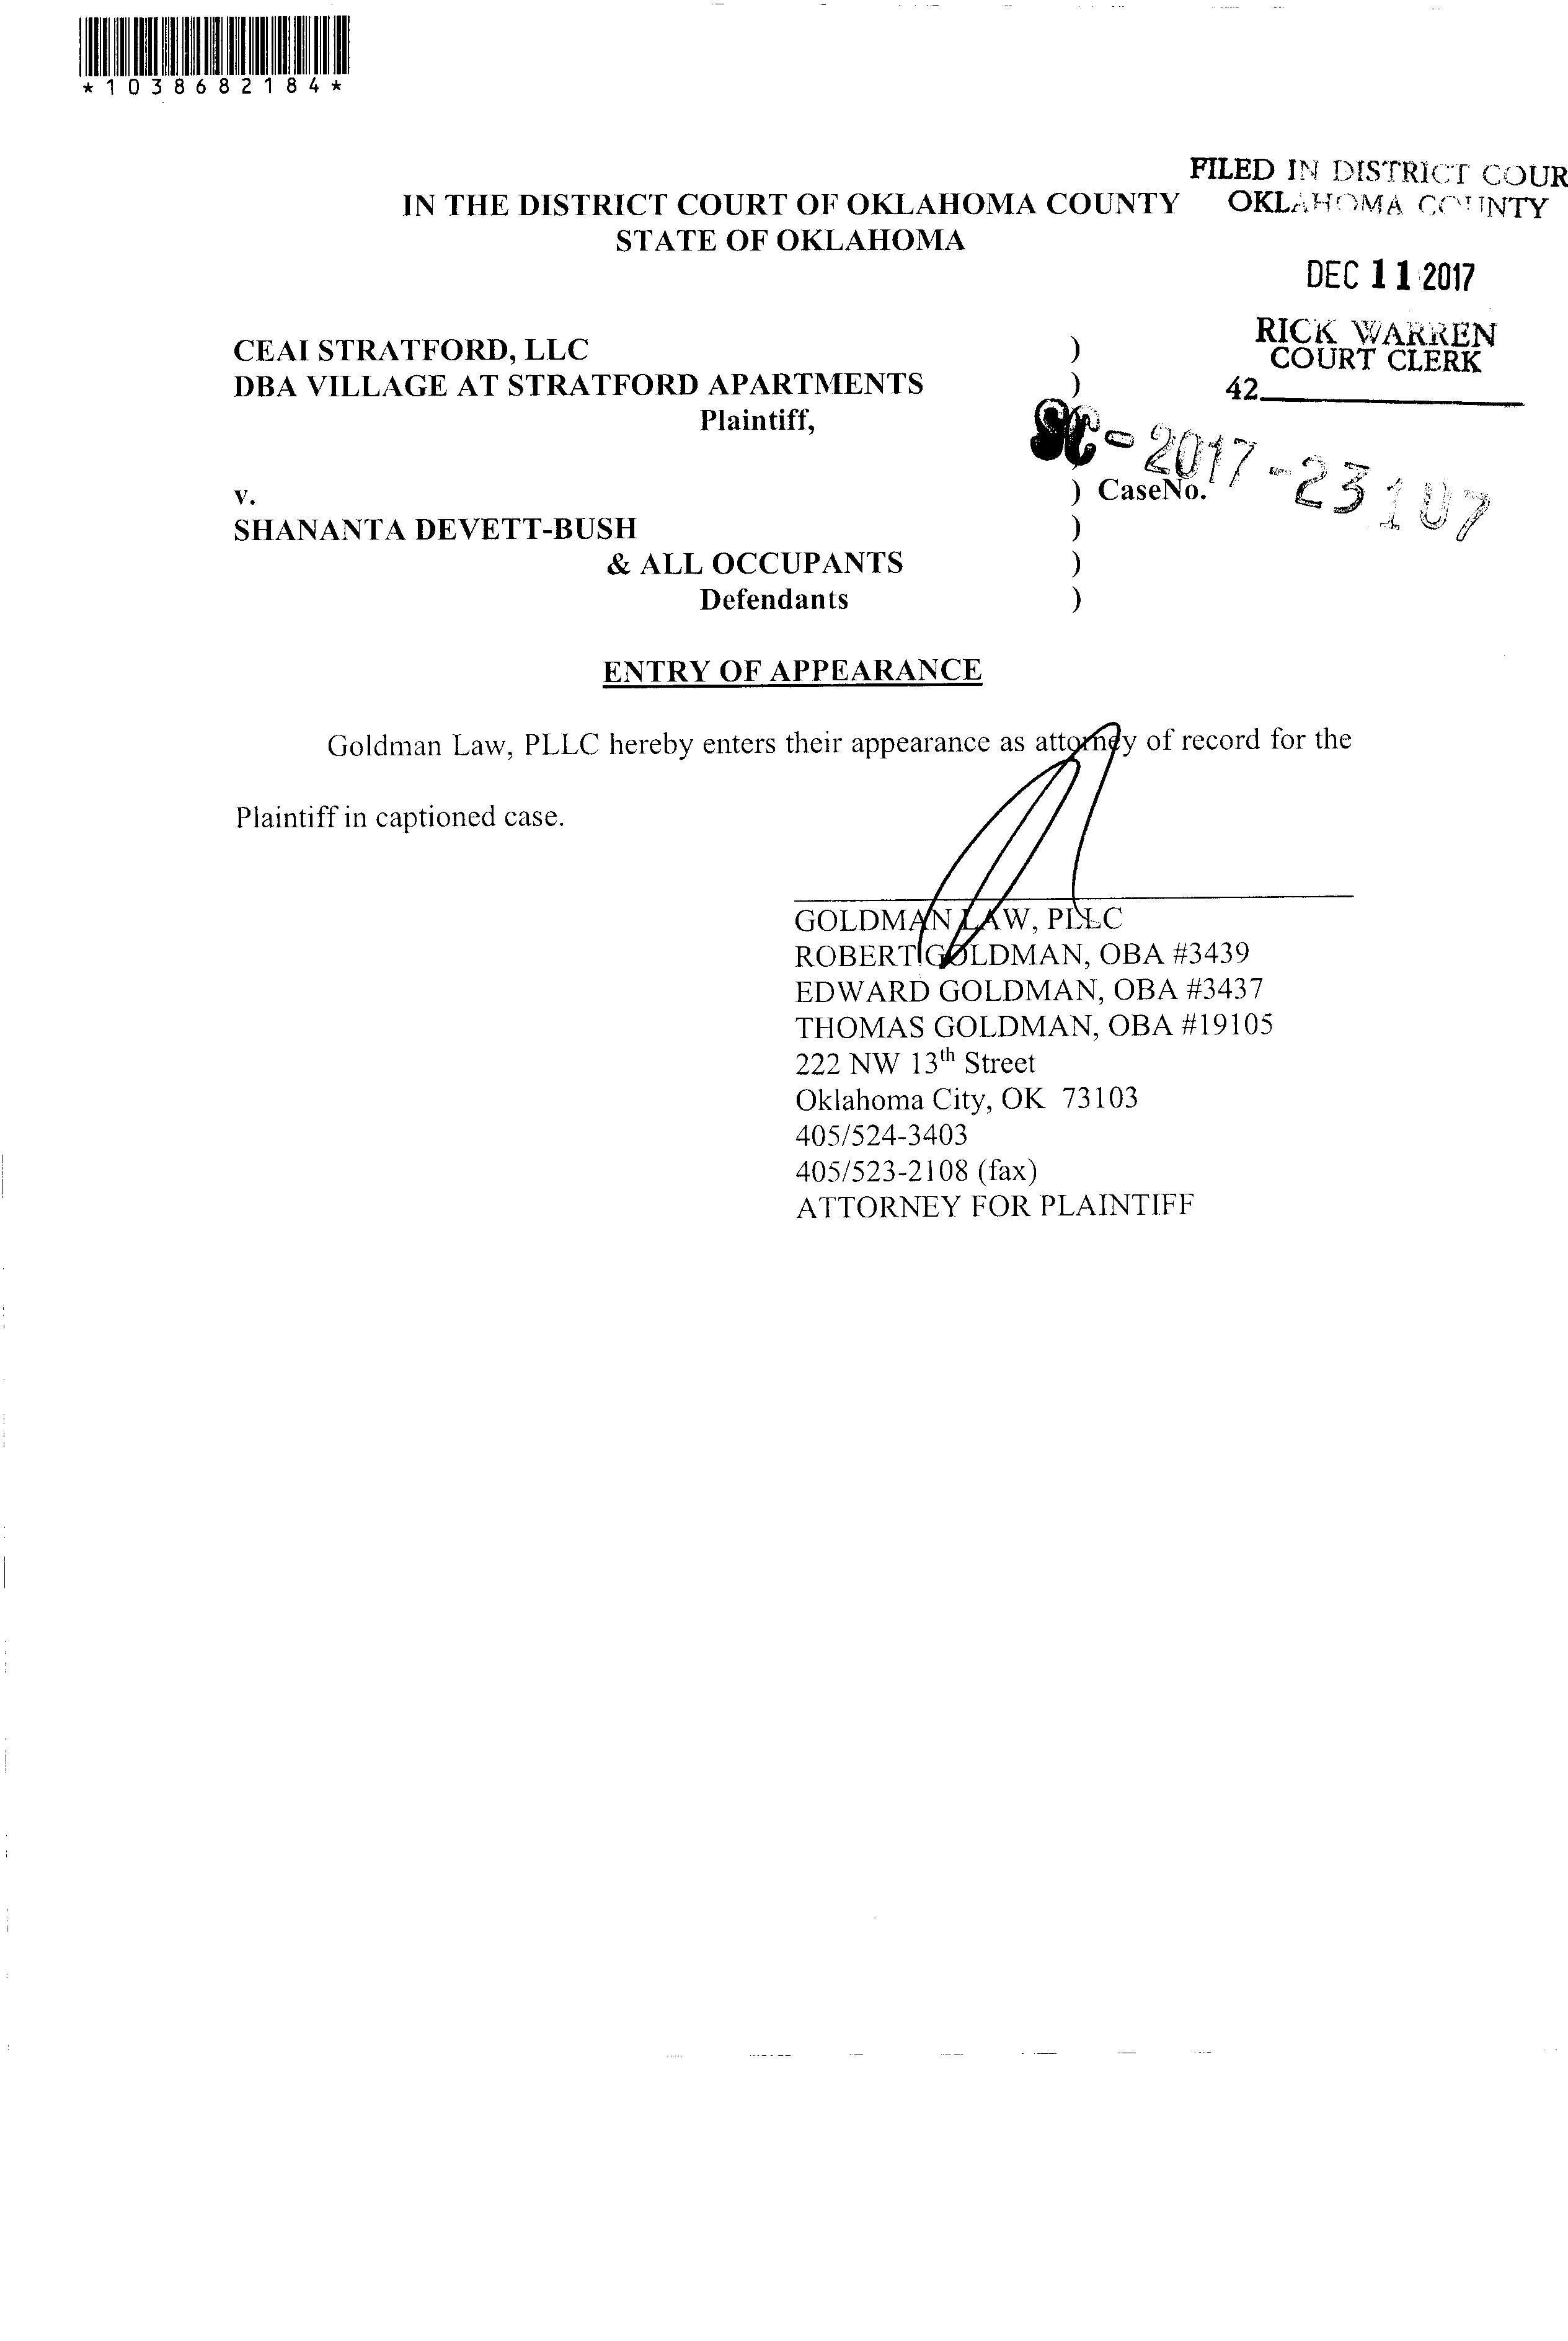 *1038682184*
FILED IN DISTRICT COUR
OKLAHOMA COUNTY
IN THE DISTRICT COURT OF OKLAHOMA COUNTY
STATE OF OKLAHOMA
DEC 11 2017
RICK WARREN
COURT CLERK
42
CEAI STRATFORD, LLC )
DBA VILLAGE AT STRATFORD APARTMENTS )
Plaintiff,
SC-2017-23107
v. ) CaseNo.
SHANANTA DEVETT-BUSH )
& ALL OCCUPANTS )
Defendants )
ENTRY OF APPEARANCE
Goldman Law, PLLC hereby enters their appearance as attorney of record for the
Plaintiff in captioned case.
GOLDMAN LAW, PLLC
ROBERT GOLDMAN, OBA #3439
EDWARD GOLDMAN, OBA #3437
THOMAS GOLDMAN, OBA #19105
222 NW 13th Street
Oklahoma City, OK 73103
405/524-3403
405/523-2108 (fax)
ATTORNEY FOR PLAINTIFF